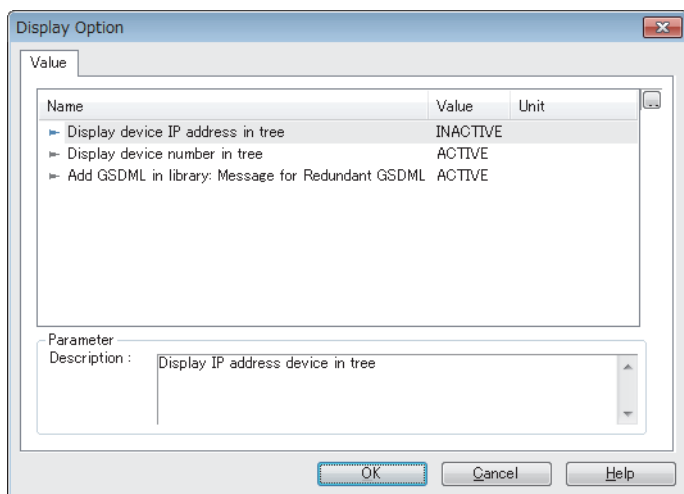 Display Option
Value
Name Value Unit
Display device IP address in tree INACTIVE
Display device number in tree ACTIVE
Add GSDML in library: Message for Redundant GSDML ACTIVE
...
Parameter
Description : Display IP address device in tree
OK Cancel Help